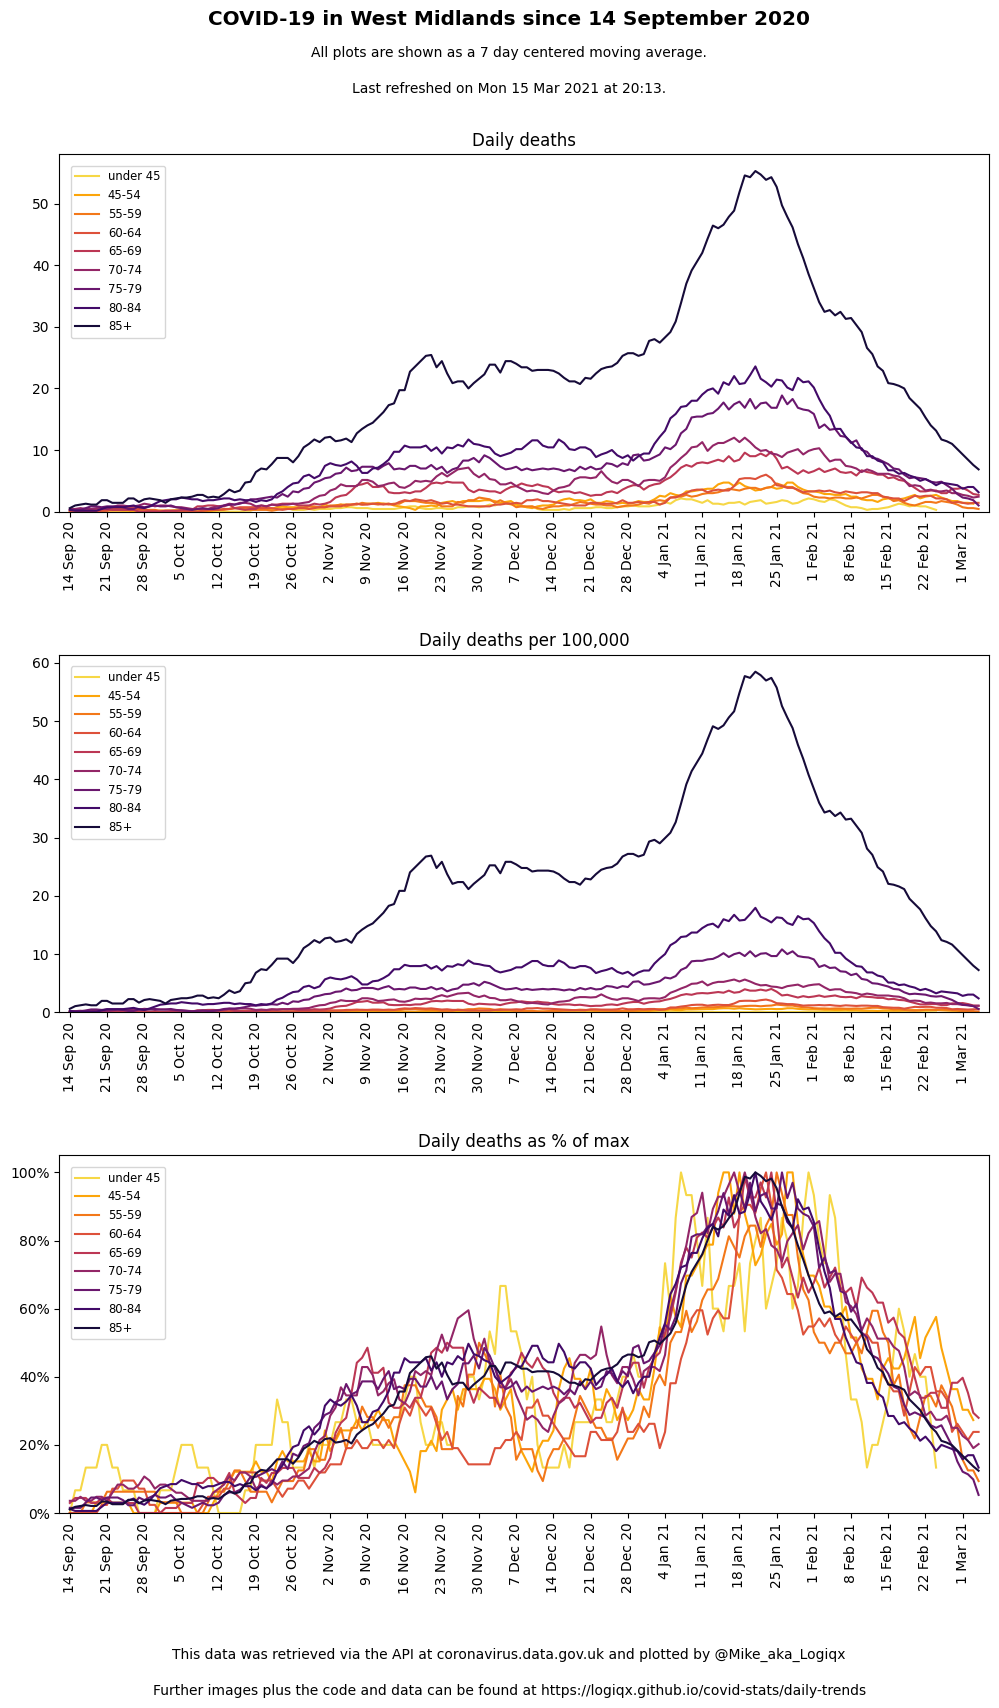 COVID-19 in West Midlands since 14 September 2020
All plots are shown as a 7 day centered moving average.
Last refreshed on Mon 15 Mar 2021 at 20:13.
Daily deaths
under 45
45-54
55-59
60-64
65-69
70-74
75-79
80-84
85+
50
40
30
20
10
0
14 Sep 20
21 Sep 20
28 Sep 20
5 Oct 20
12 Oct 20
19 Oct 20
26 Oct 20
2 Nov 20
9 Nov 20
16 Nov 20
23 Nov 20
30 Nov 20
7 Dec 20
14 Dec 20
21 Dec 20
28 Dec 20
4 Jan 21
11 Jan 21
18 Jan 21
25 Jan 21
1 Feb 21
8 Feb 21
15 Feb 21
22 Feb 21
1 Mar 21
Daily deaths per 100,000
under 45
45-54
55-59
60-64
65-69
70-74
75-79
80-84
85+
60
50
40
30
20
10
0
14 Sep 20
21 Sep 20
28 Sep 20
5 Oct 20
12 Oct 20
19 Oct 20
26 Oct 20
2 Nov 20
9 Nov 20
16 Nov 20
23 Nov 20
30 Nov 20
7 Dec 20
14 Dec 20
21 Dec 20
28 Dec 20
4 Jan 21
11 Jan 21
18 Jan 21
25 Jan 21
1 Feb 21
8 Feb 21
15 Feb 21
22 Feb 21
1 Mar 21
Daily deaths as % of max
under 45
45-54
55-59
60-64
65-69
70-74
75-79
80-84
85+
100%
80%
60%
40%
20%
0%
14 Sep 20
21 Sep 20
28 Sep 20
5 Oct 20
12 Oct 20
19 Oct 20
26 Oct 20
2 Nov 20
9 Nov 20
16 Nov 20
23 Nov 20
30 Nov 20
7 Dec 20
14 Dec 20
21 Dec 20
28 Dec 20
4 Jan 21
11 Jan 21
18 Jan 21
25 Jan 21
1 Feb 21
8 Feb 21
15 Feb 21
22 Feb 21
1 Mar 21
This data was retrieved via the API at coronavirus.data.gov.uk and plotted by @Mike_aka_Logiqx
Further images plus the code and data can be found at https://logiqx.github.io/covid-stats/daily-trends